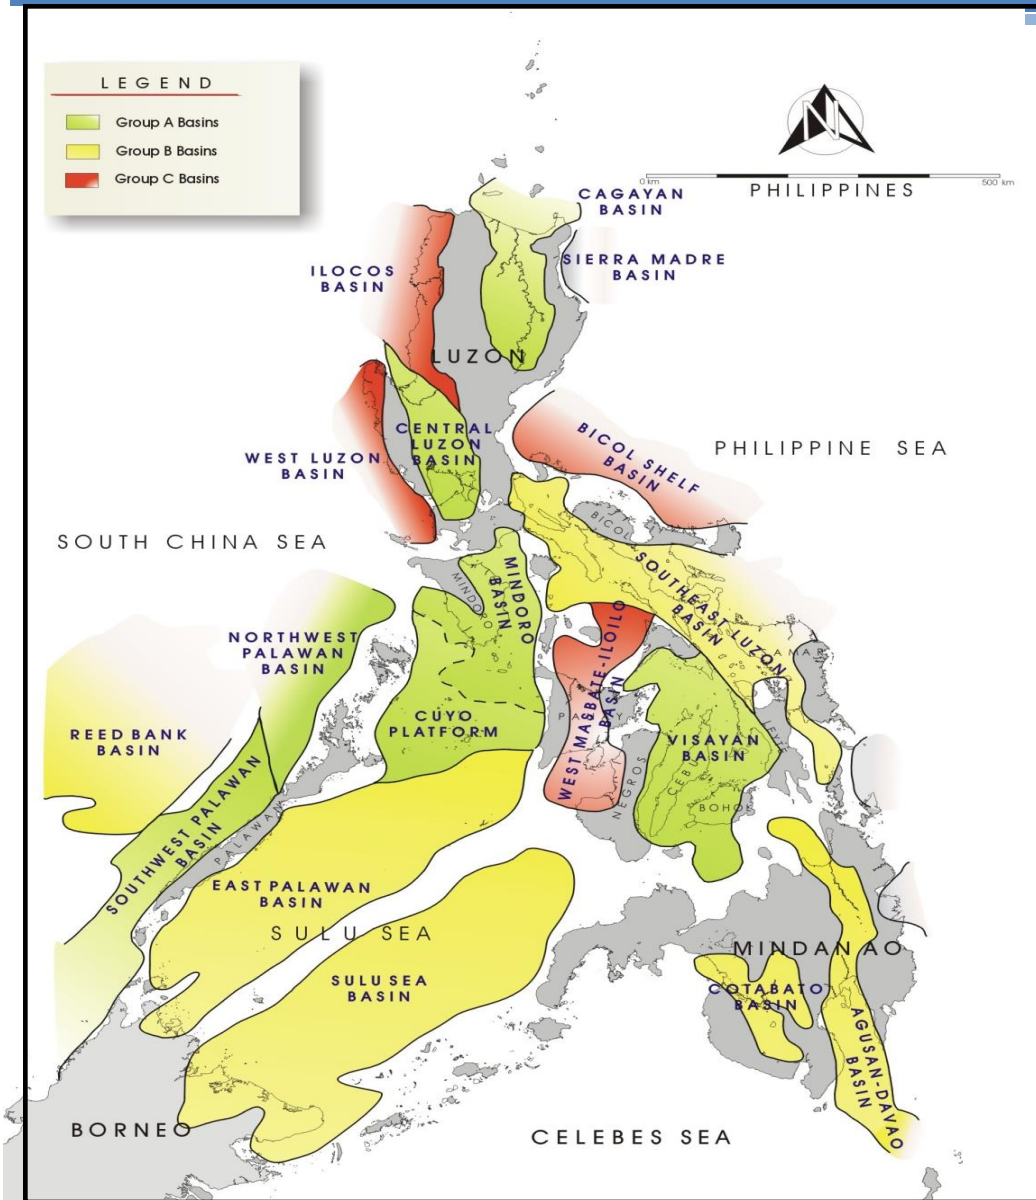 LEGEND
Group A Basins
Group B Basins
Group C Basins
N
0 km
500 km
PHILIPPINES
CAGAYAN
BASIN
SIERRA MADRE
BASIN
ILOCOS
BASIN
LUZON
CENTRAL
LUZON
BASIN
WEST LUZON
BASIN
BICOL SHELF
BASIN
PHILIPPINE SEA
SOUTH CHINA SEA
BICOL
MINDORO
MINDORO
BASIN
SOUTHEAST LUZON
BASIN
SAMAR
NORTHWEST
PALAWAN
BASIN
REED BANK
BASIN
CUYO
PLATFORM
WEST MASBATE-ILOILO
BASIN
PANAY
VISAYAN
BASIN
CEBU
NEGROS
BOHOL
SOUTHWEST PALAWAN
BASIN
PALAWAN
EAST PALAWAN
BASIN
SULU SEA
SULU SEA
BASIN
MINDANAO
COTABATO
BASIN
AGUSAN-DAVAO
BASIN
BORNEO
CELEBES SEA